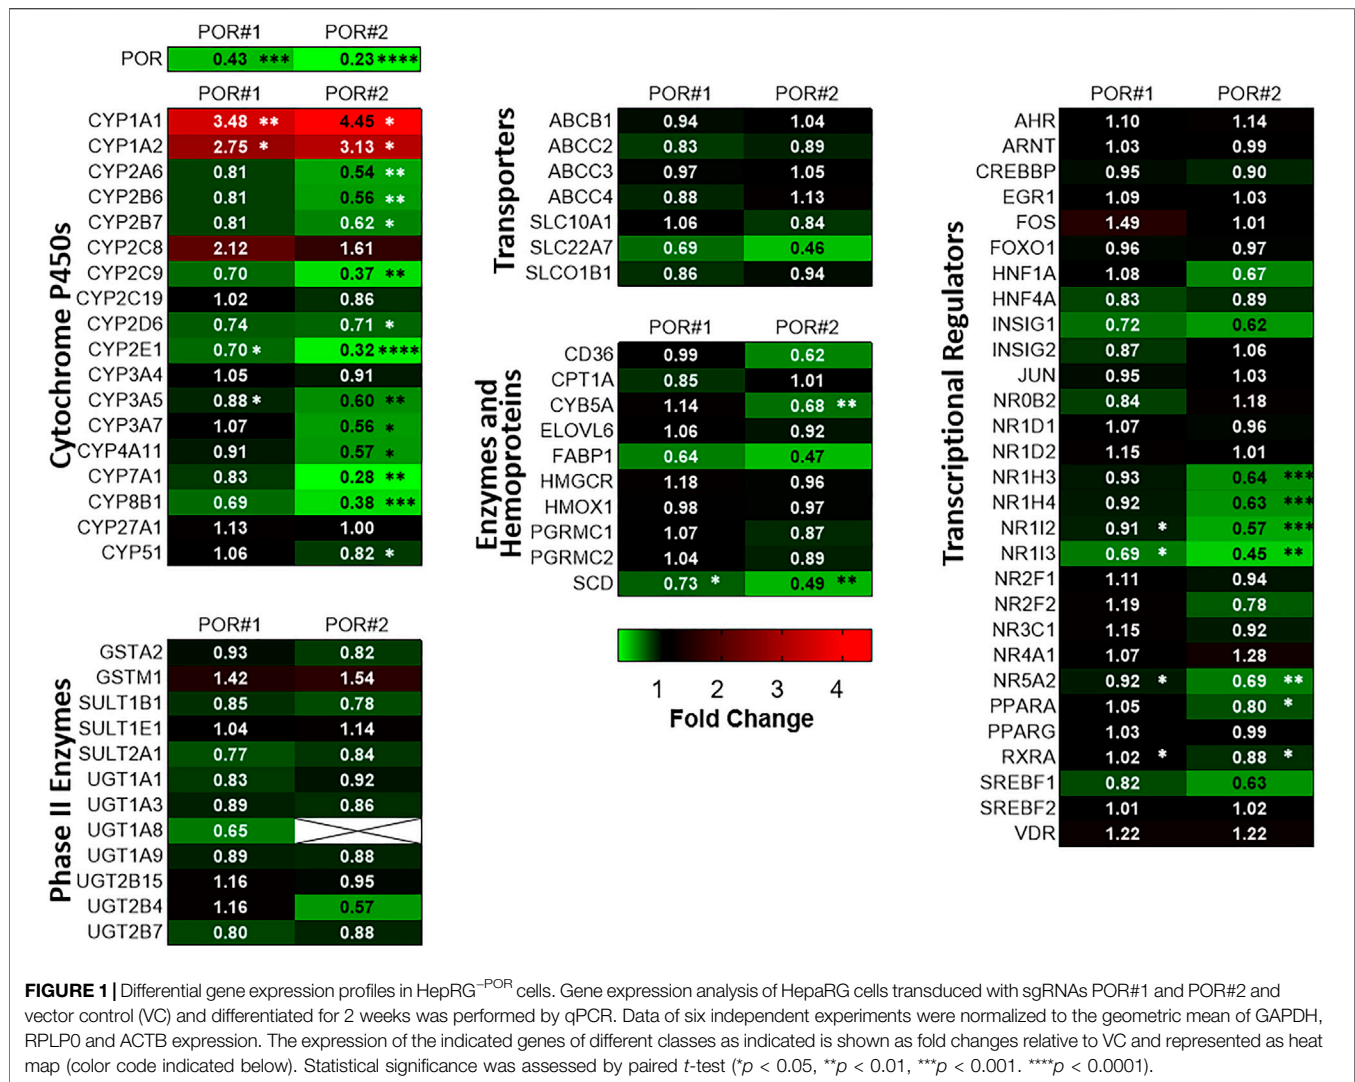 POR#1 POR#2
POR 0.43 *** 0.23 ****
Cytochrome P450s
POR#1 POR#2
CYP1A1 3.48 ** 4.45 *
CYP1A2 2.75 * 3.13 *
CYP2A6 0.81 0.54 **
CYP2B6 0.81 0.56 **
CYP2B7 0.81 0.62 *
CYP2C8 2.12 1.61
CYP2C9 0.70 0.37 **
CYP2C19 1.02 0.86
CYP2D6 0.74 0.71 *
CYP2E1 0.70 * 0.32 ****
CYP3A4 1.05 0.91
CYP3A5 0.88 * 0.60 **
CYP3A7 1.07 0.56 *
CYP4A11 0.91 0.57 *
CYP7A1 0.83 0.28 **
CYP8B1 0.69 0.38 ***
CYP27A1 1.13 1.00
CYP51 1.06 0.82 *
Phase II Enzymes
POR#1 POR#2
GSTA2 0.93 0.82
GSTM1 1.42 1.54
SULT1B1 0.85 0.78
SULT1E1 1.04 1.14
SULT2A1 0.77 0.84
UGT1A1 0.83 0.92
UGT1A3 0.89 0.86
UGT1A8 0.65
UGT1A9 0.89 0.88
UGT2B15 1.16 0.95
UGT2B4 1.16 0.57
UGT2B7 0.80 0.88
Transporters
POR#1 POR#2
ABCB1 0.94 1.04
ABCC2 0.83 0.89
ABCC3 0.97 1.05
ABCC4 0.88 1.13
SLC10A1 1.06 0.84
SLC22A7 0.69 0.46
SLCO1B1 0.86 0.94
Enzymes and
Hemoproteins
POR#1 POR#2
CD36 0.99 0.62
CPT1A 0.85 1.01
CYB5A 1.14 0.68 **
ELOVL6 1.06 0.92
FABP1 0.64 0.47
HMGCR 1.18 0.96
HMOX1 0.98 0.97
PGRMC1 1.07 0.87
PGRMC2 1.04 0.89
SCD 0.73 * 0.49 **
1 2 3 4
Fold Change
Transcriptional Regulators
POR#1 POR#2
AHR 1.10 1.14
ARNT 1.03 0.99
CREBBP 0.95 0.90
EGR1 1.09 1.03
FOS 1.49 1.01
FOXO1 0.96 0.97
HNF1A 1.08 0.67
HNF4A 0.83 0.89
INSIG1 0.72 0.62
INSIG2 0.87 1.06
JUN 0.95 1.03
NR0B2 0.84 1.18
NR1D1 1.07 0.96
NR1D2 1.15 1.01
NR1H3 0.93 0.64 ***
NR1H4 0.92 0.63 ***
NR1I2 0.91 * 0.57 ***
NR1I3 0.69 * 0.45 **
NR2F1 1.11 0.94
NR2F2 1.19 0.78
NR3C1 1.15 0.92
NR4A1 1.07 1.28
NR5A2 0.92 * 0.69 **
PPARA 1.05 0.80 *
PPARG 1.03 0.99
RXRA 1.02 * 0.88 *
SREBF1 0.82 0.63
SREBF2 1.01 1.02
VDR 1.22 1.22
FIGURE 1 | Differential gene expression profiles in HepRG−POR cells. Gene expression analysis of HepaRG cells transduced with sgRNAs POR#1 and POR#2 and
vector control (VC) and differentiated for 2 weeks was performed by qPCR. Data of six independent experiments were normalized to the geometric mean of GAPDH,
RPLP0 and ACTB expression. The expression of the indicated genes of different classes as indicated is shown as fold changes relative to VC and represented as heat
map (color code indicated below). Statistical significance was assessed by paired t-test (*p < 0.05, **p < 0.01, ***p < 0.001. ****p < 0.0001).